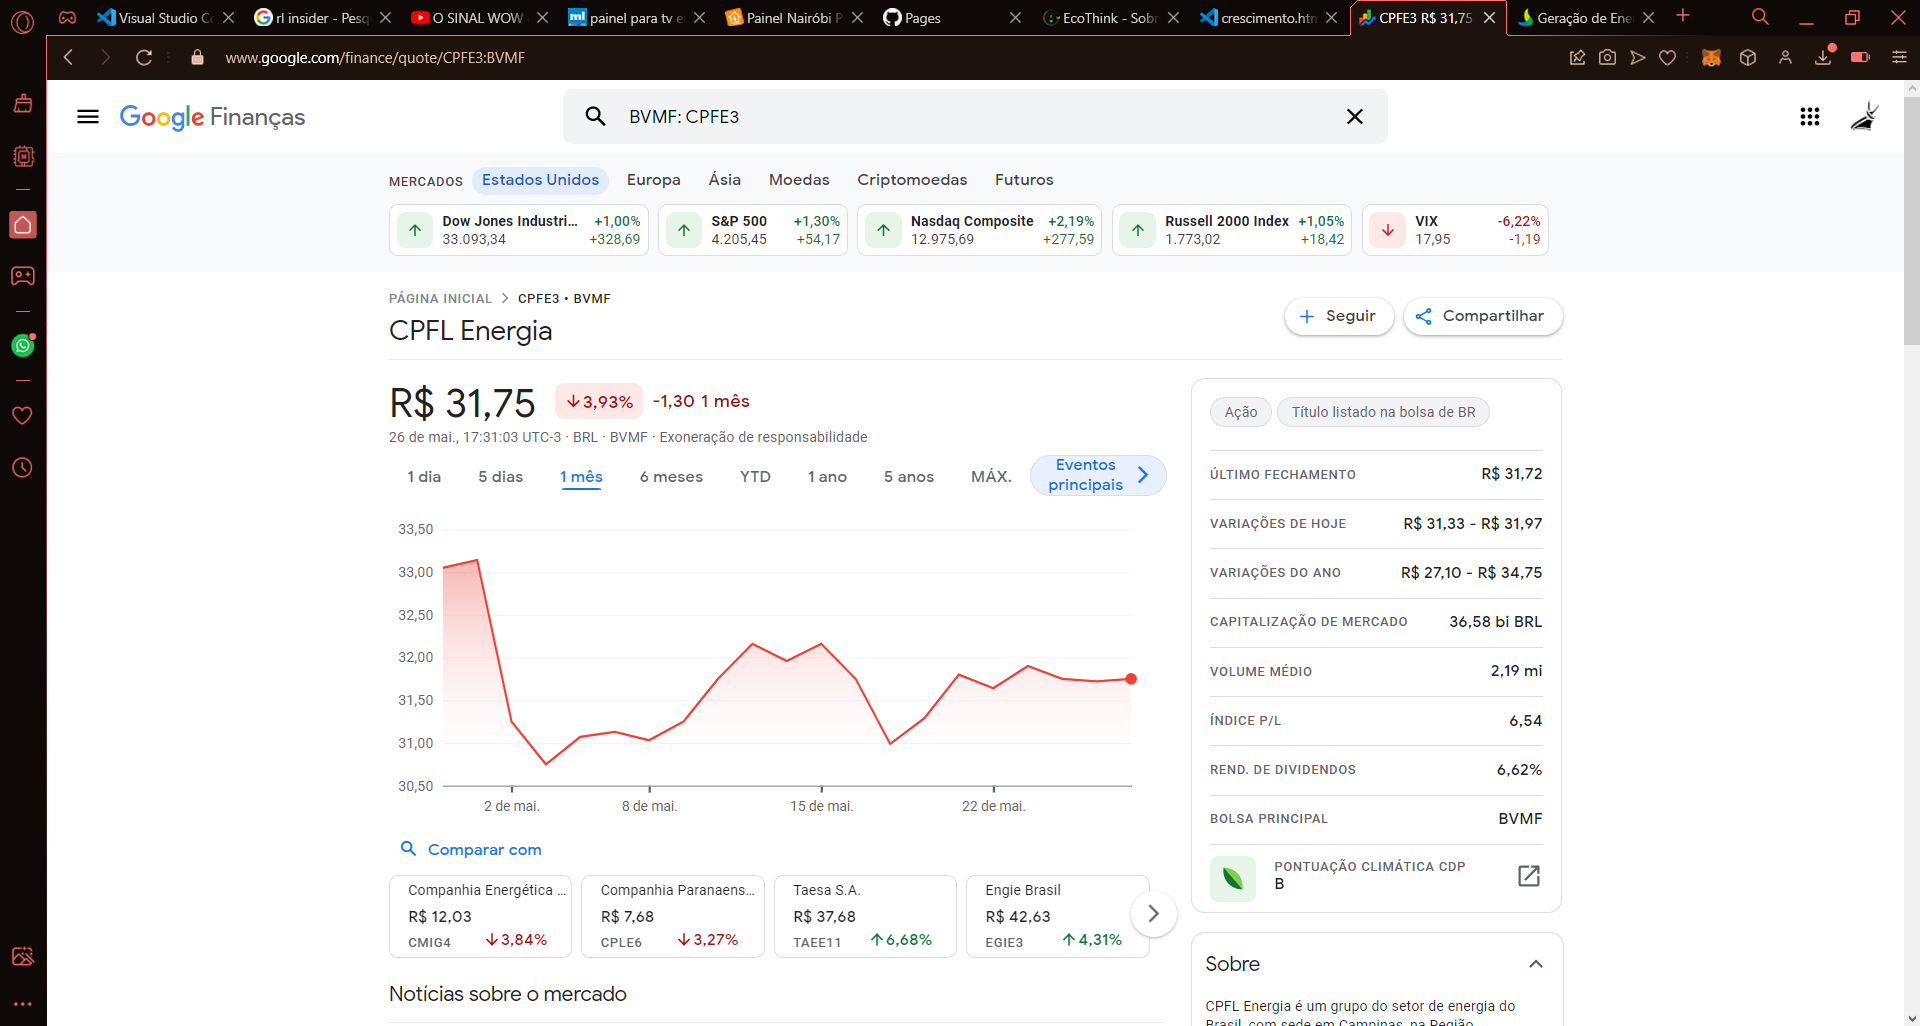 Visual Studio Co
rl insider - Pesq
O SINAL WOW
painel para tv e
Painel Nairóbi P
Pages
EcoThink - Sobr
crescimento.htm
CPFE3 R$ 31,75
Geração de Ene
www.google.com/finance/quote/CPFE3:BVMF
Google Finanças
BVMF: CPFE3
MERCADOS Estados Unidos Europa Ásia Moedas Criptomoedas Futuros
Dow Jones Industri... +1,00%
33.093,34 +328,69
S&P 500 +1,30%
4.205,45 +54,17
Nasdaq Composite +2,19%
12.975,69 +277,59
Russell 2000 Index +1,05%
1.773,02 +18,42
VIX -6,22%
17,95 -1,19
PÁGINA INICIAL > CPFE3 • BVMF
CPFL Energia
Seguir
Compartilhar
R$ 31,75 ↓3,93% -1,30 1 mês
26 de mai., 17:31:03 UTC-3 · BRL · BVMF · Exoneração de responsabilidade
1 dia 5 dias 1 mês 6 meses YTD 1 ano 5 anos MÁX.
Eventos
principais
33,50
33,00
32,50
32,00
31,50
31,00
30,50
2 de mai. 8 de mai. 15 de mai. 22 de mai.
Comparar com
Companhia Energética ...
R$ 12,03
CMIG4 ↓3,84%
Companhia Paranaens...
R$ 7,68
CPLE6 ↓3,27%
Taesa S.A.
R$ 37,68
TAEE11 ↑6,68%
Engie Brasil
R$ 42,63
EGIE3 ↑4,31%
Notícias sobre o mercado
Ação Título listado na bolsa de BR
ÚLTIMO FECHAMENTO R$ 31,72
VARIAÇÕES DE HOJE R$ 31,33 - R$ 31,97
VARIAÇÕES DO ANO R$ 27,10 - R$ 34,75
CAPITALIZAÇÃO DE MERCADO 36,58 bi BRL
VOLUME MÉDIO 2,19 mi
ÍNDICE P/L 6,54
REND. DE DIVIDENDOS 6,62%
BOLSA PRINCIPAL BVMF
PONTUAÇÃO CLIMÁTICA CDP
B
Sobre
CPFL Energia é um grupo do setor de energia do
Brasil, com sede em Campinas, na Região